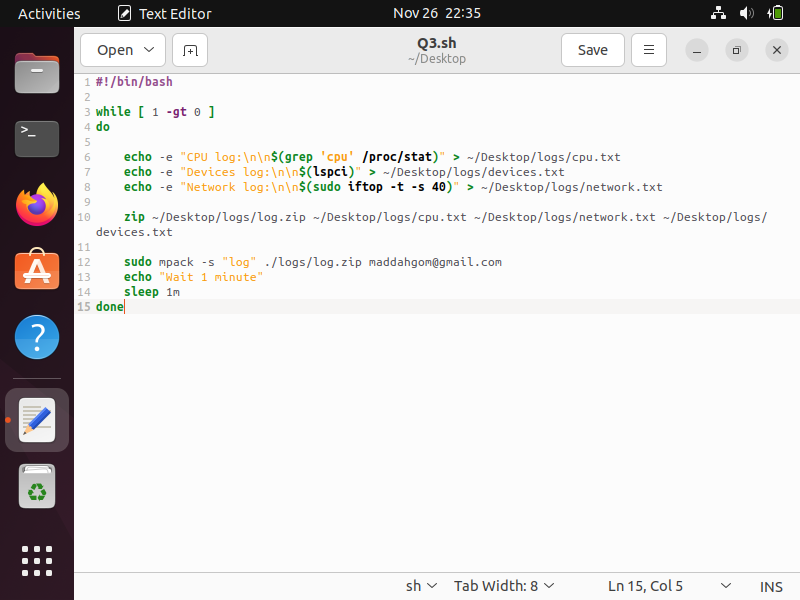 Activities Text Editor Nov 26 22:35
Open Q3.sh Save
~/Desktop
1 #!/bin/bash
2
3 while [ 1 -gt 0 ]
4 do
5
6 echo -e "CPU log:\n\n$(grep 'cpu' /proc/stat)" > ~/Desktop/logs/cpu.txt
7 echo -e "Devices log:\n\n$(lspci)" > ~/Desktop/logs/devices.txt
8 echo -e "Network log:\n\n$(sudo iftop -t -s 40)" > ~/Desktop/logs/network.txt
9
10 zip ~/Desktop/logs/log.zip ~/Desktop/logs/cpu.txt ~/Desktop/logs/network.txt ~/Desktop/logs/
devices.txt
11
12 sudo mpack -s "log" ./logs/log.zip maddahgom@gmail.com
13 echo "Wait 1 minute"
14 sleep 1m
15 done
sh Tab Width: 8 Ln 15, Col 5 INS